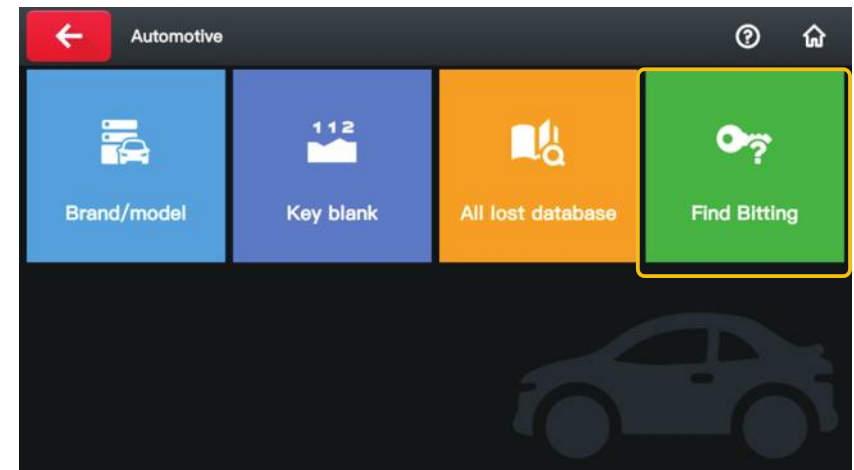 Automotive
112
Brand/model
Key blank
All lost database
Find Bitting